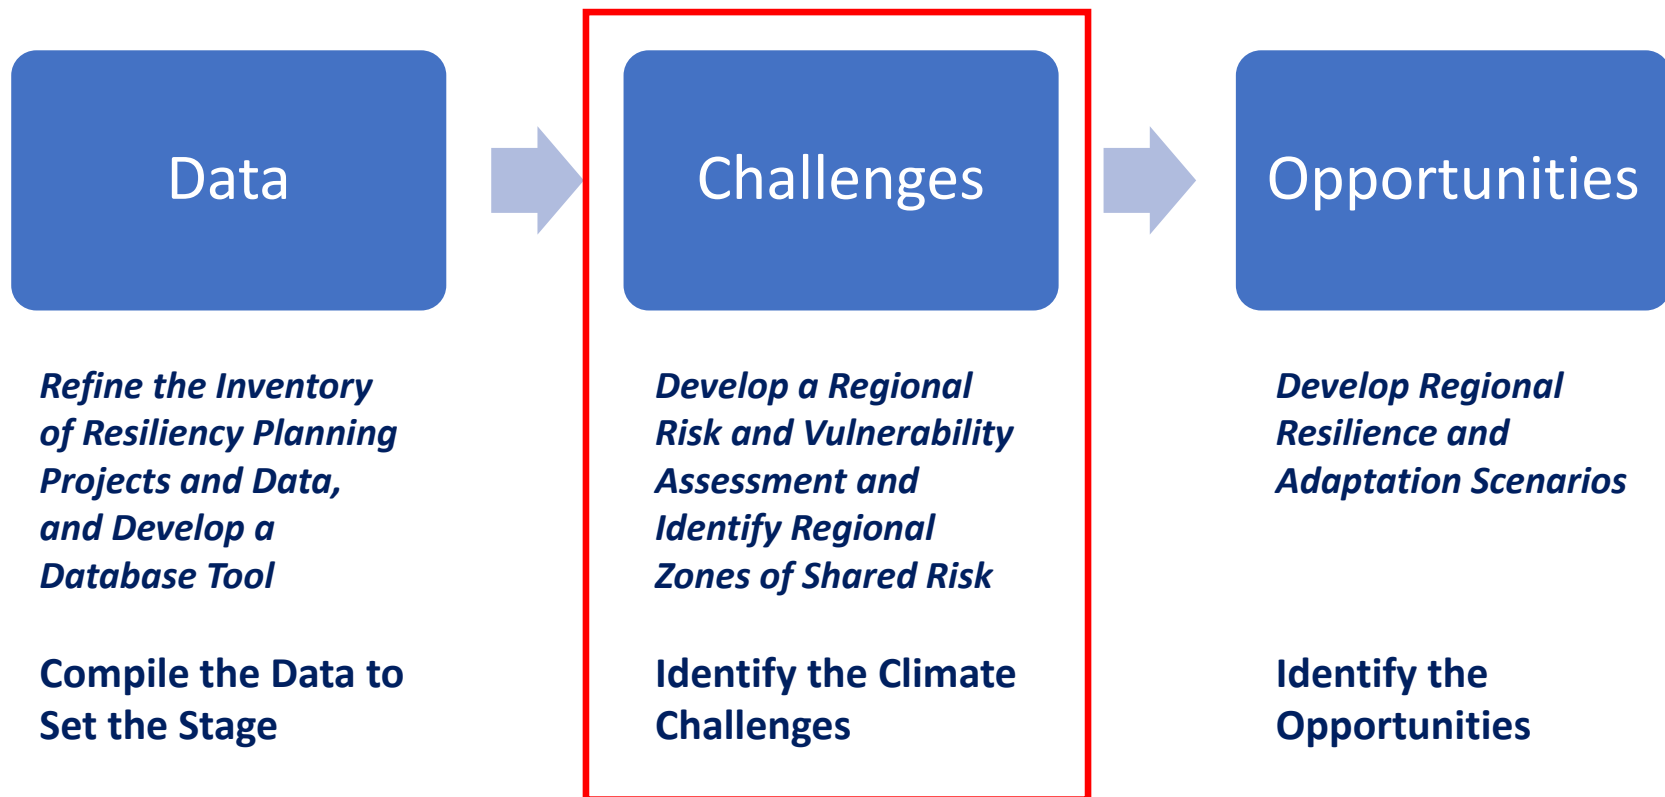 Data
Challenges
Opportunities
Refine the Inventory
of Resiliency Planning
Projects and Data,
and Develop a
Database Tool
Compile the Data to
Set the Stage
Develop a Regional
Risk and Vulnerability
Assessment and
Identify Regional
Zones of Shared Risk
Identify the Climate
Challenges
Develop Regional
Resilience and
Adaptation Scenarios
Identify the
Opportunities